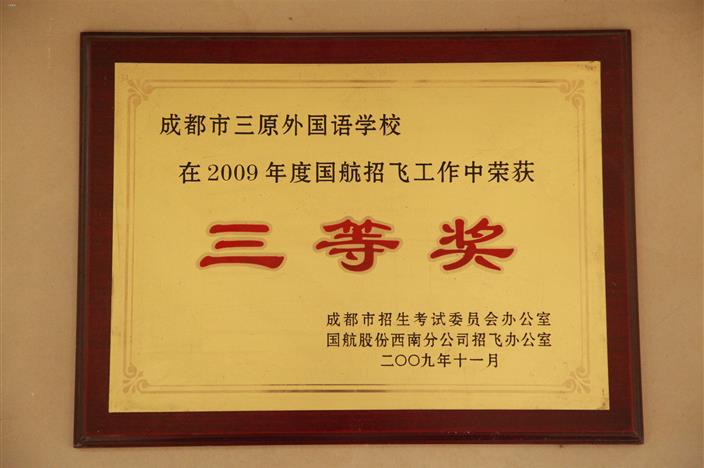 成都市三原外国语学校
在2009年度国航招飞工作中荣获
三等奖
成都市招生考试委员会办公室
国航股份西南分公司招飞办公室
二〇〇九年十一月